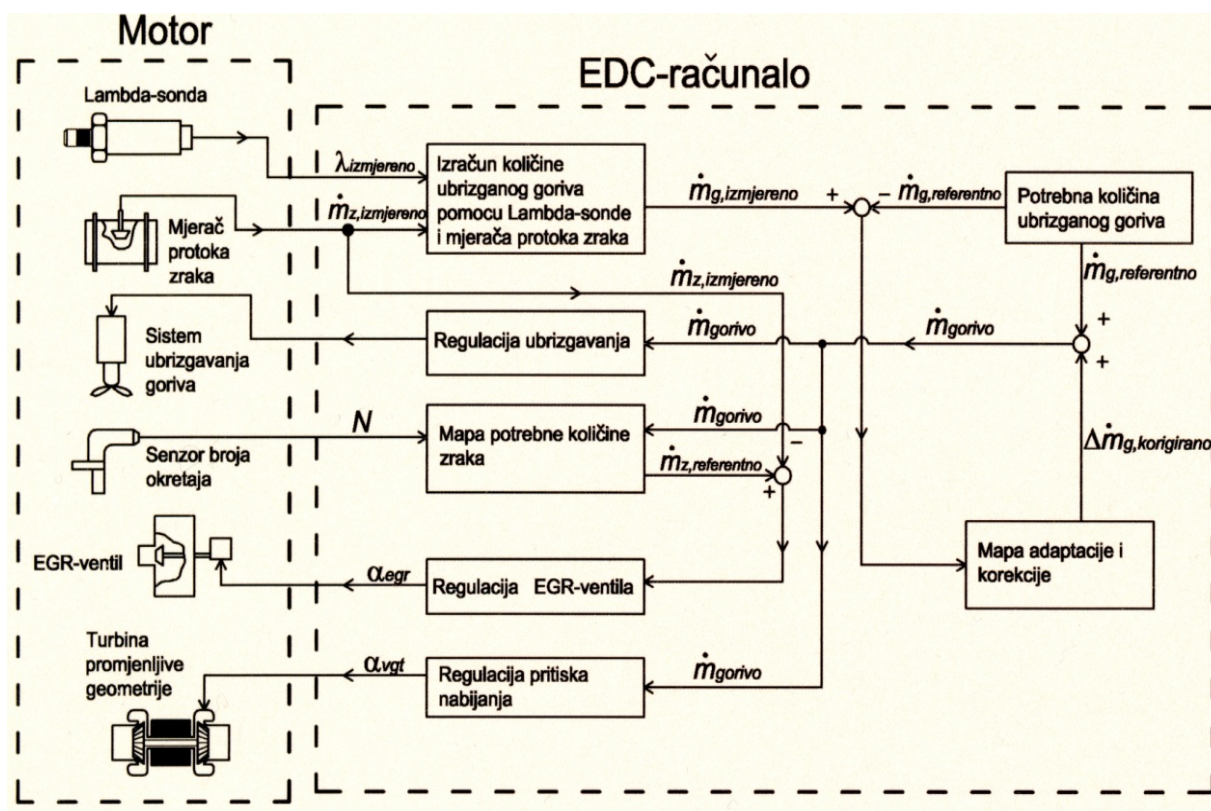 Motor
EDC-računalo
Lambda-sonda
λizmjereno
ṁz,izmjereno
Izračun količine
ubrizganog goriva
pomoću Lambda-sonde
i mjerača protoka zraka
ṁg,izmjereno
+
−
ṁg,referentno
Potrebna količina
ubrizganog goriva
Mjerač
protoka
zraka
ṁz,izmjereno
ṁg,referentno
Sistem
ubrizgavanja
goriva
Regulacija ubrizgavanja
ṁgorivo
ṁgorivo
+
+
Senzor broja
okretaja
N
Mapa potrebne količine
zraka
ṁgorivo
−
ṁz,referentno
+
Δṁg,korigirano
EGR-ventil
αegr
Regulacija EGR-ventila
Mapa adaptacije i
korekcije
Turbina
promjenljive
geometrije
αvgt
Regulacija pritiska
nabijanja
ṁgorivo